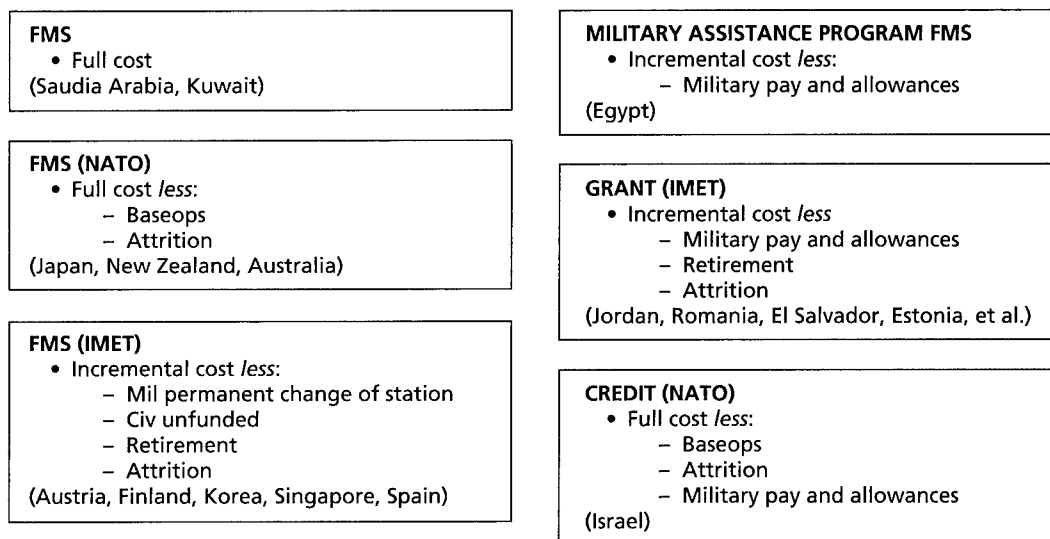 FMS
• Full cost
(Saudia Arabia, Kuwait)
FMS (NATO)
• Full cost less:
– Baseops
– Attrition
(Japan, New Zealand, Australia)
FMS (IMET)
• Incremental cost less:
– Mil permanent change of station
– Civ unfunded
– Retirement
– Attrition
(Austria, Finland, Korea, Singapore, Spain)
MILITARY ASSISTANCE PROGRAM FMS
• Incremental cost less:
– Military pay and allowances
(Egypt)
GRANT (IMET)
• Incremental cost less
– Military pay and allowances
– Retirement
– Attrition
(Jordan, Romania, El Salvador, Estonia, et al.)
CREDIT (NATO)
• Full cost less:
– Baseops
– Attrition
– Military pay and allowances
(Israel)